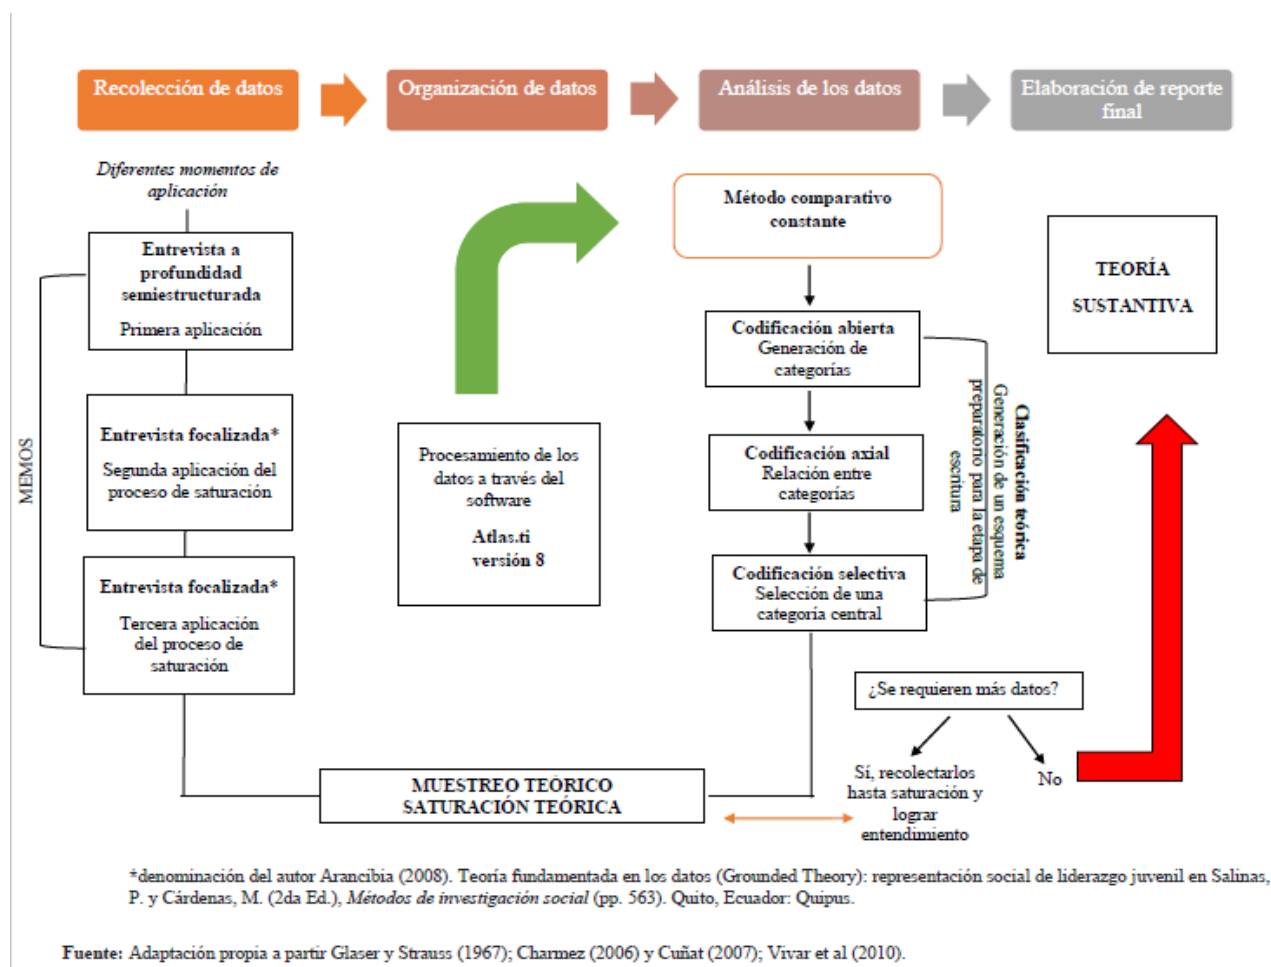 Recolección de datos
Organización de datos
Análisis de los datos
Elaboración de reporte
final
Diferentes momentos de
aplicación
Entrevista a
profundidad
semiestructurada
Primera aplicación
Entrevista focalizada*
Segunda aplicación del
proceso de saturación
Entrevista focalizada*
Tercera aplicación
del proceso de
saturación
MEMOS
Procesamiento de los
datos a través del
software
Atlas.ti
versión 8
Método comparativo
constante
Codificación abierta
Generación de
categorías
Codificación axial
Relación entre
categorías
Codificación selectiva
Selección de una
categoría central
Clasificación teórica
Generación de un esquema
preparatorio para la etapa de
escritura
TEORÍA
SUSTANTIVA
¿Se requieren más datos?
Sí, recolectarlos
hasta saturación y
lograr
entendimiento
No
MUESTREO TEÓRICO
SATURACIÓN TEÓRICA
*denominación del autor Arancibia (2008). Teoría fundamentada en los datos (Grounded Theory): representación social de liderazgo juvenil en Salinas,
P. y Cárdenas, M. (2da Ed.), Métodos de investigación social (pp. 563). Quito, Ecuador: Quipus.
Fuente: Adaptación propia a partir Glaser y Strauss (1967); Charmez (2006) y Cuñat (2007); Vivar et al (2010).